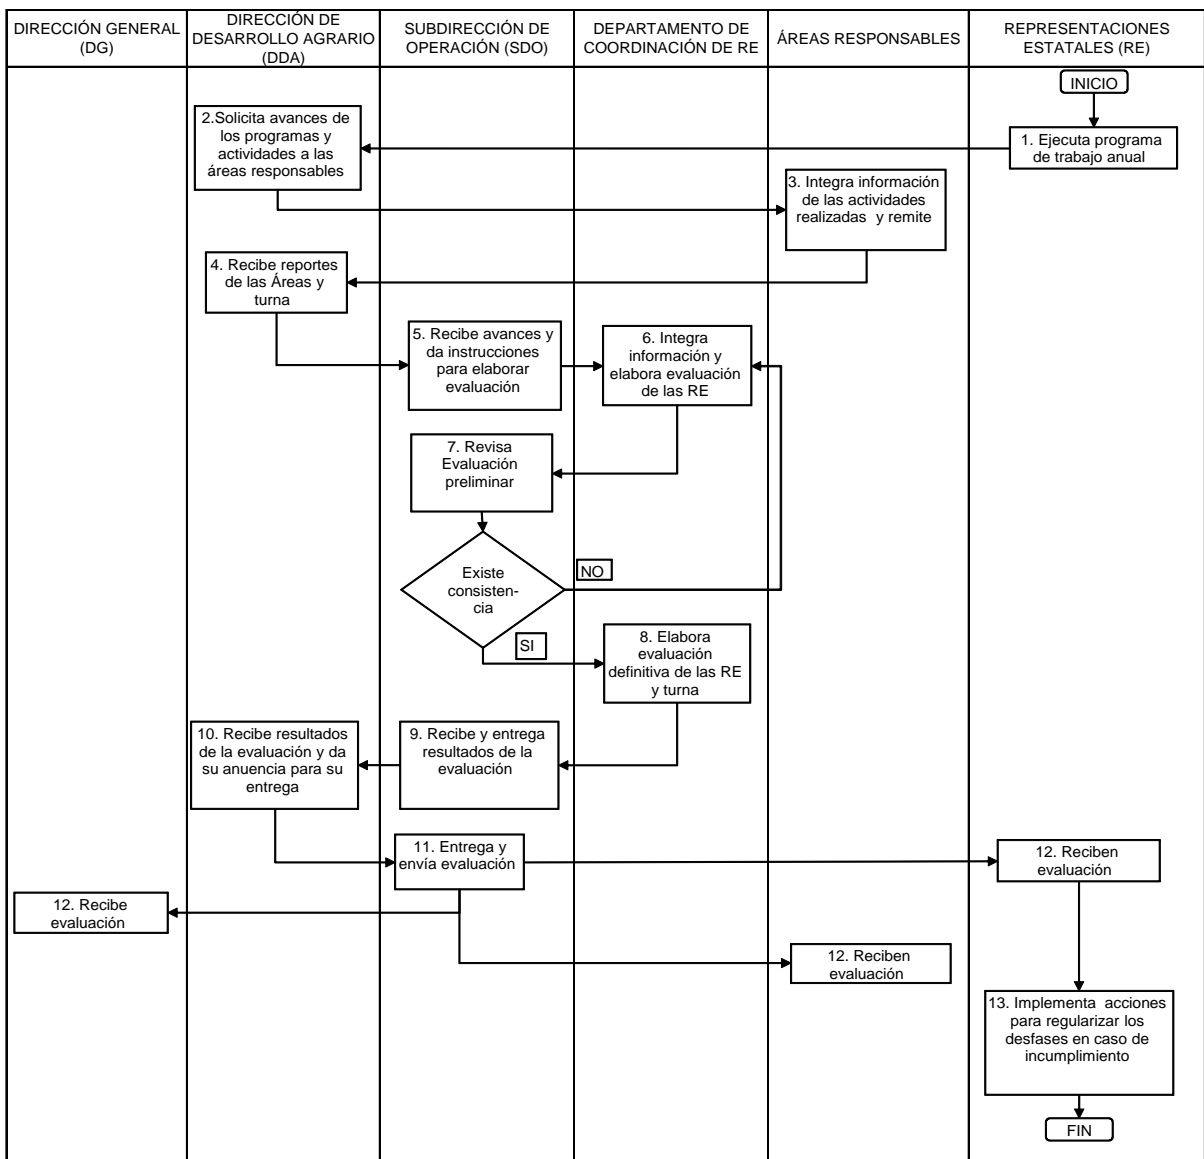 DIRECCIÓN GENERAL
(DG)
DIRECCIÓN DE
DESARROLLO AGRARIO
(DDA)
SUBDIRECCIÓN DE
OPERACIÓN (SDO)
DEPARTAMENTO DE
COORDINACIÓN DE RE
ÁREAS RESPONSABLES
REPRESENTACIONES
ESTATALES (RE)
INICIO
1. Ejecuta programa
de trabajo anual
2.Solicita avances de
los programas y
actividades a las
áreas responsables
3. Integra información
de las actividades
realizadas y remite
4. Recibe reportes
de las Áreas y
turna
5. Recibe avances y
da instrucciones
para elaborar
evaluación
6. Integra
información y
elabora evaluación
de las RE
7. Revisa
Evaluación
preliminar
Existe
consisten-
cia
NO
SI
8. Elabora
evaluación
definitiva de las RE
y turna
9. Recibe y entrega
resultados de la
evaluación
10. Recibe resultados
de la evaluación y da
su anuencia para su
entrega
11. Entrega y
envía evaluación
12. Reciben
evaluación
12. Recibe
evaluación
12. Reciben
evaluación
13. Implementa acciones
para regularizar los
desfases en caso de
incumplimiento
FIN